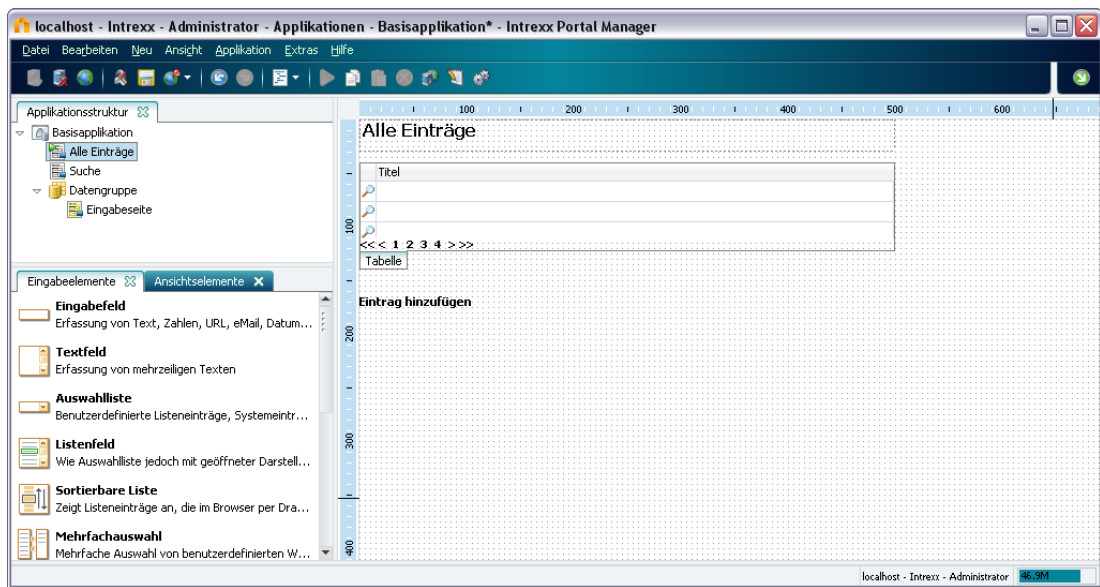 localhost - Intrexx - Administrator - Applikationen - Basisapplikation* - Intrexx Portal Manager
Datei Bearbeiten Neu Ansicht Applikation Extras Hilfe
Applikationsstruktur
Basisapplikation
Alle Einträge
Suche
Datengruppe
Eingabeseite
Eingabeelemente Ansichtselemente
Eingabefeld
Erfassung von Text, Zahlen, URL, eMail, Datum...
Textfeld
Erfassung von mehrzeiligen Texten
Auswahlliste
Benutzerdefinierte Listeneinträge, Systemeintr...
Listenfeld
Wie Auswahlliste jedoch mit geöffneter Darstell...
Sortierbare Liste
Zeigt Listeneinträge an, die im Browser per Dra...
Mehrfachauswahl
Mehrfache Auswahl von benutzerdefinierten W...
100 200 300 400 500 600
100
200
300
400
Alle Einträge
Titel
<< < 1 2 3 4 > >>
Tabelle
Eintrag hinzufügen
localhost - Intrexx - Administrator 46.9M